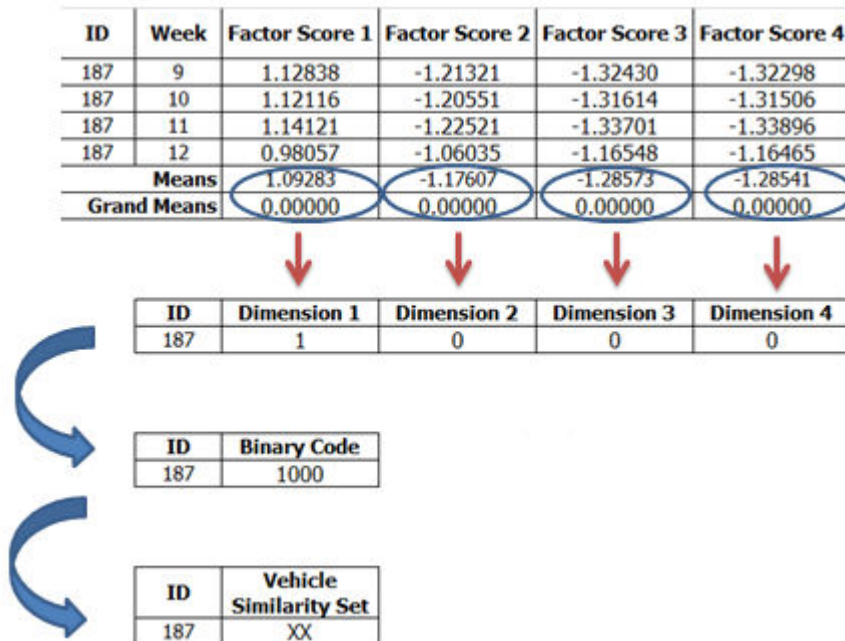 ID Week Factor Score 1 Factor Score 2 Factor Score 3 Factor Score 4
187 9 1.12838 -1.21321 -1.32430 -1.32298
187 10 1.12116 -1.20551 -1.31614 -1.31506
187 11 1.14121 -1.22521 -1.33701 -1.33896
187 12 0.98057 -1.06035 -1.16548 -1.16465
Means 1.09283 -1.17607 -1.28573 -1.28541
Grand Means 0.00000 0.00000 0.00000 0.00000
ID Dimension 1 Dimension 2 Dimension 3 Dimension 4
187 1 0 0 0
ID Binary Code
187 1000
ID Vehicle
Similarity Set
187 XX